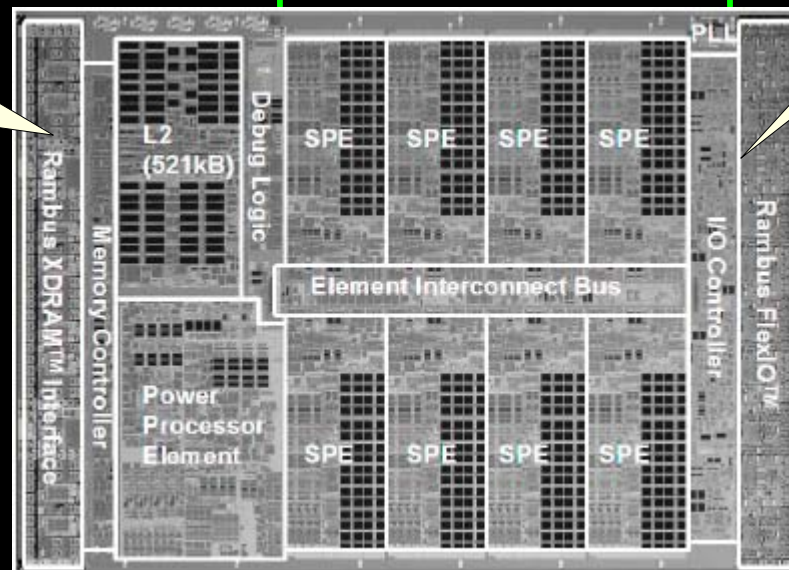 PLL
L2
(521kB)
Debug Logic
SPE SPE SPE SPE
Rambus XDRAM™ Interface
Memory Controller
I/O Controller
Rambus FlexIO™
Element Interconnect Bus
Power
Processor
Element
SPE SPE SPE SPE